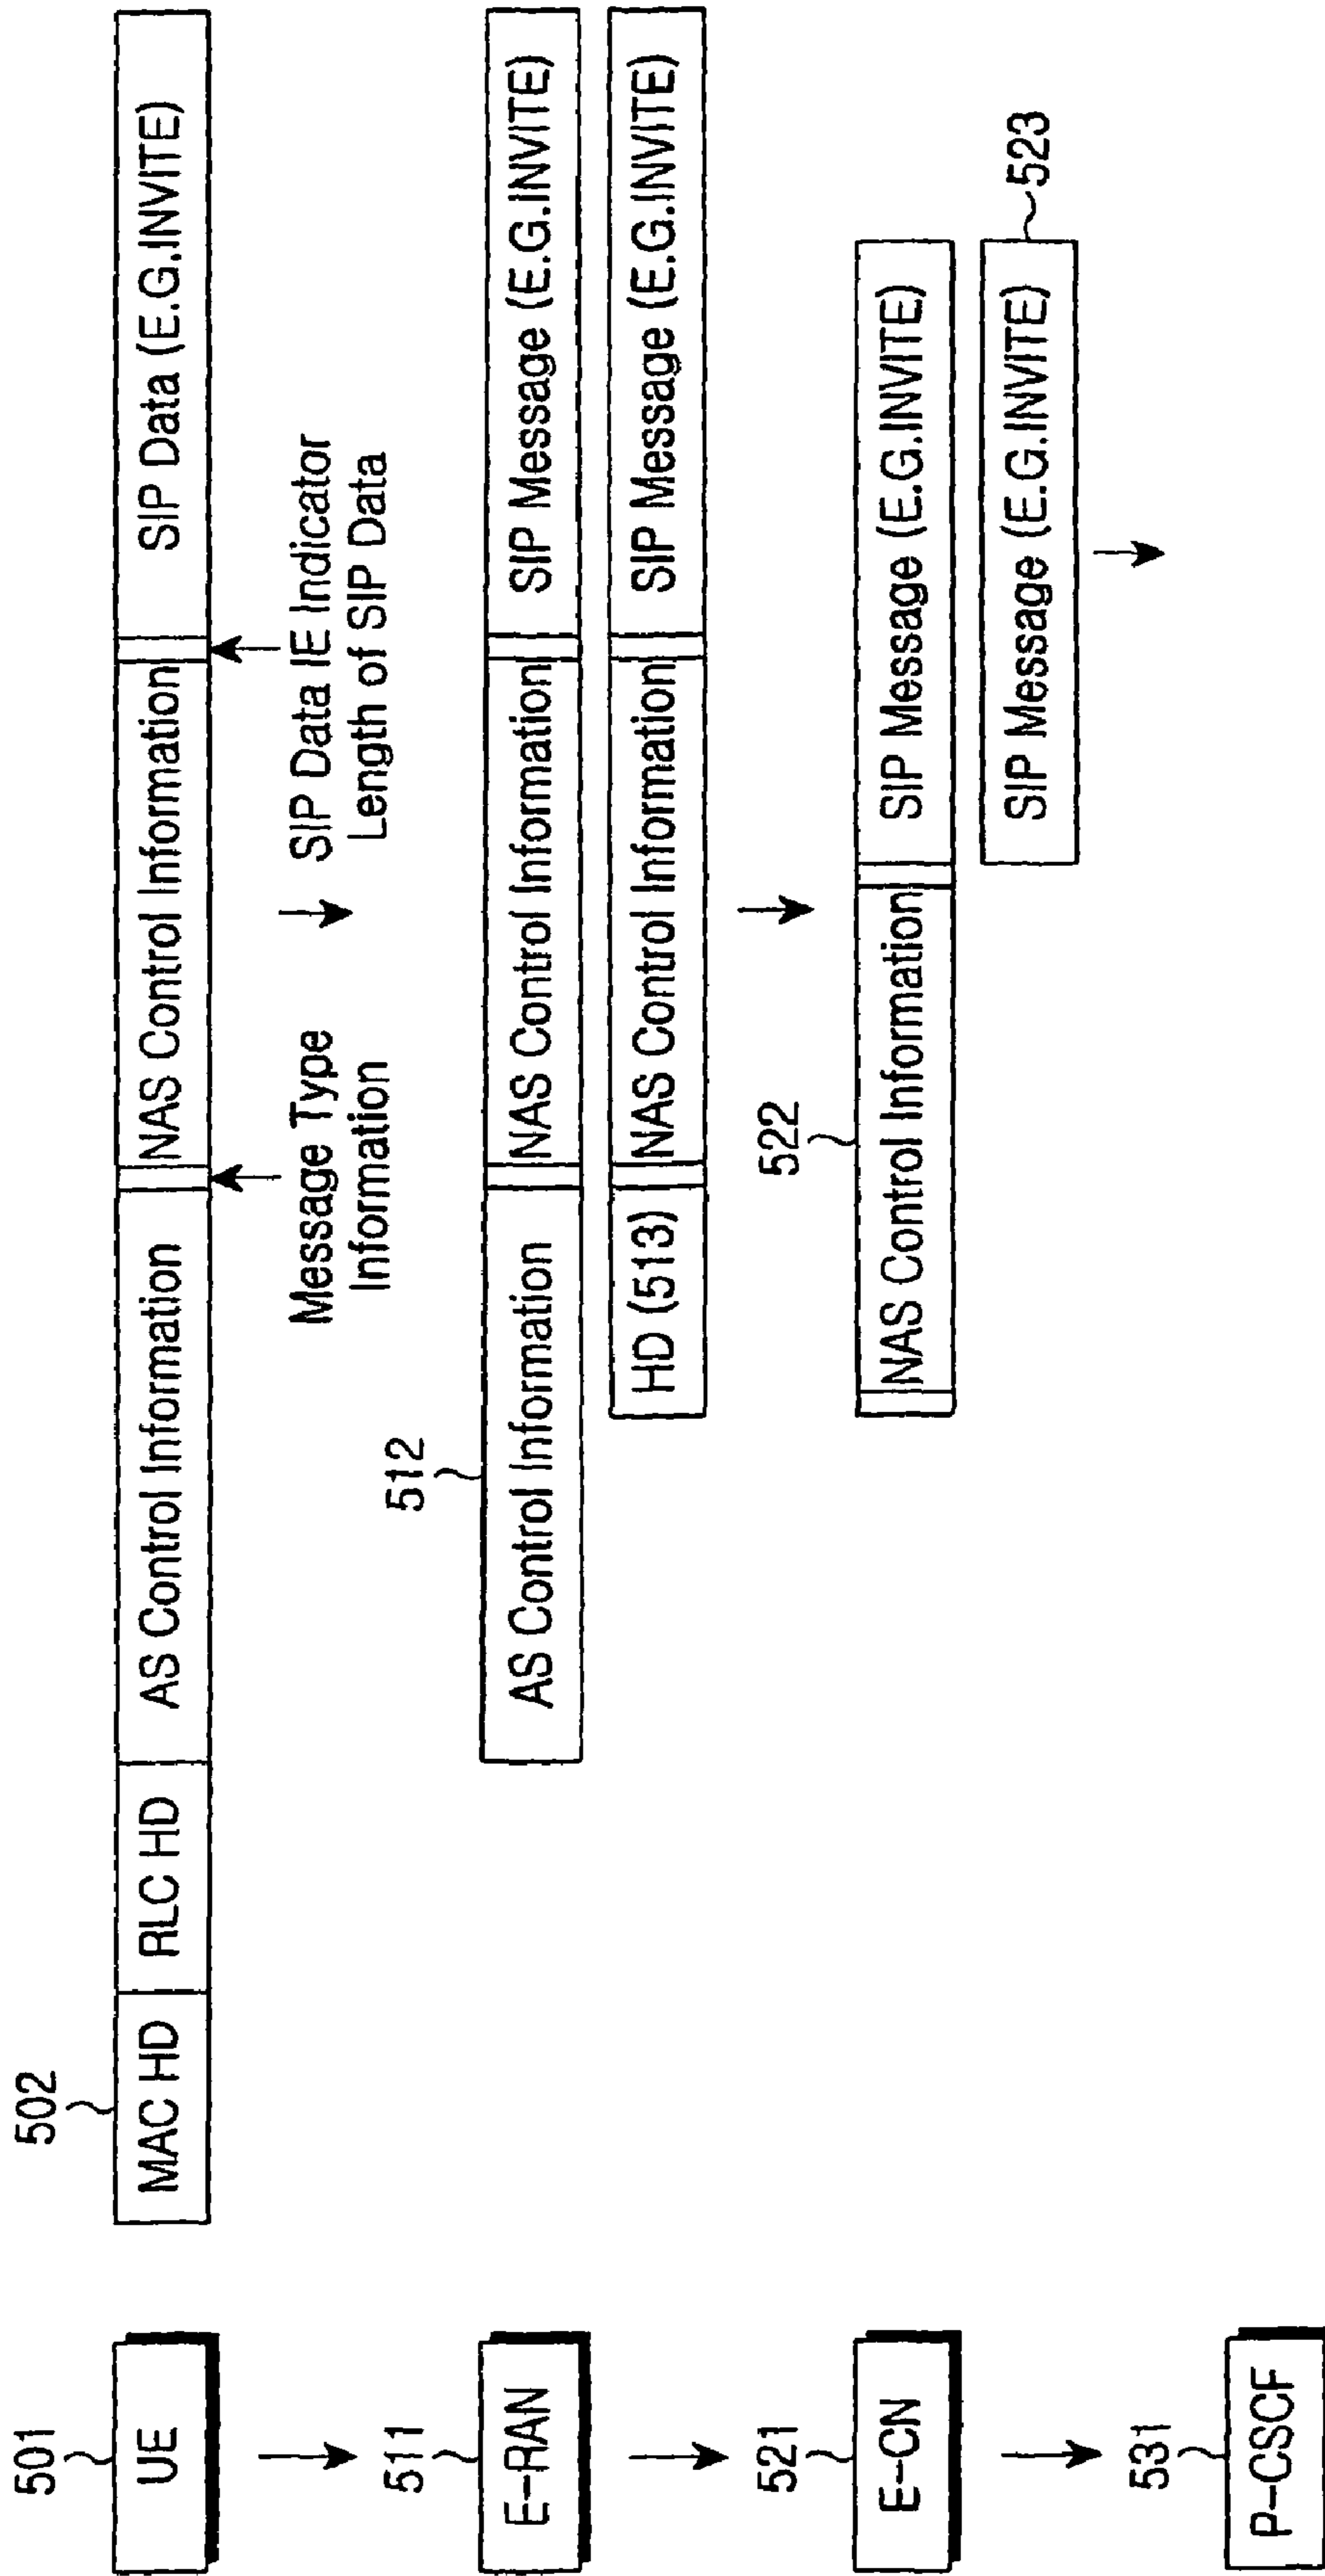 501
UE
502
MAC HD
RLC HD
AS Control Information
NAS Control Information
SIP Data (E.G.INVITE)
Message Type
Information
SIP Data IE Indicator
Length of SIP Data
511
E-RAN
512
AS Control Information
NAS Control Information
SIP Message (E.G.INVITE)
HD (513)
NAS Control Information
SIP Message (E.G.INVITE)
521
E-CN
522
NAS Control Information
SIP Message (E.G.INVITE)
SIP Message (E.G.INVITE)
523
531
P-CSCF